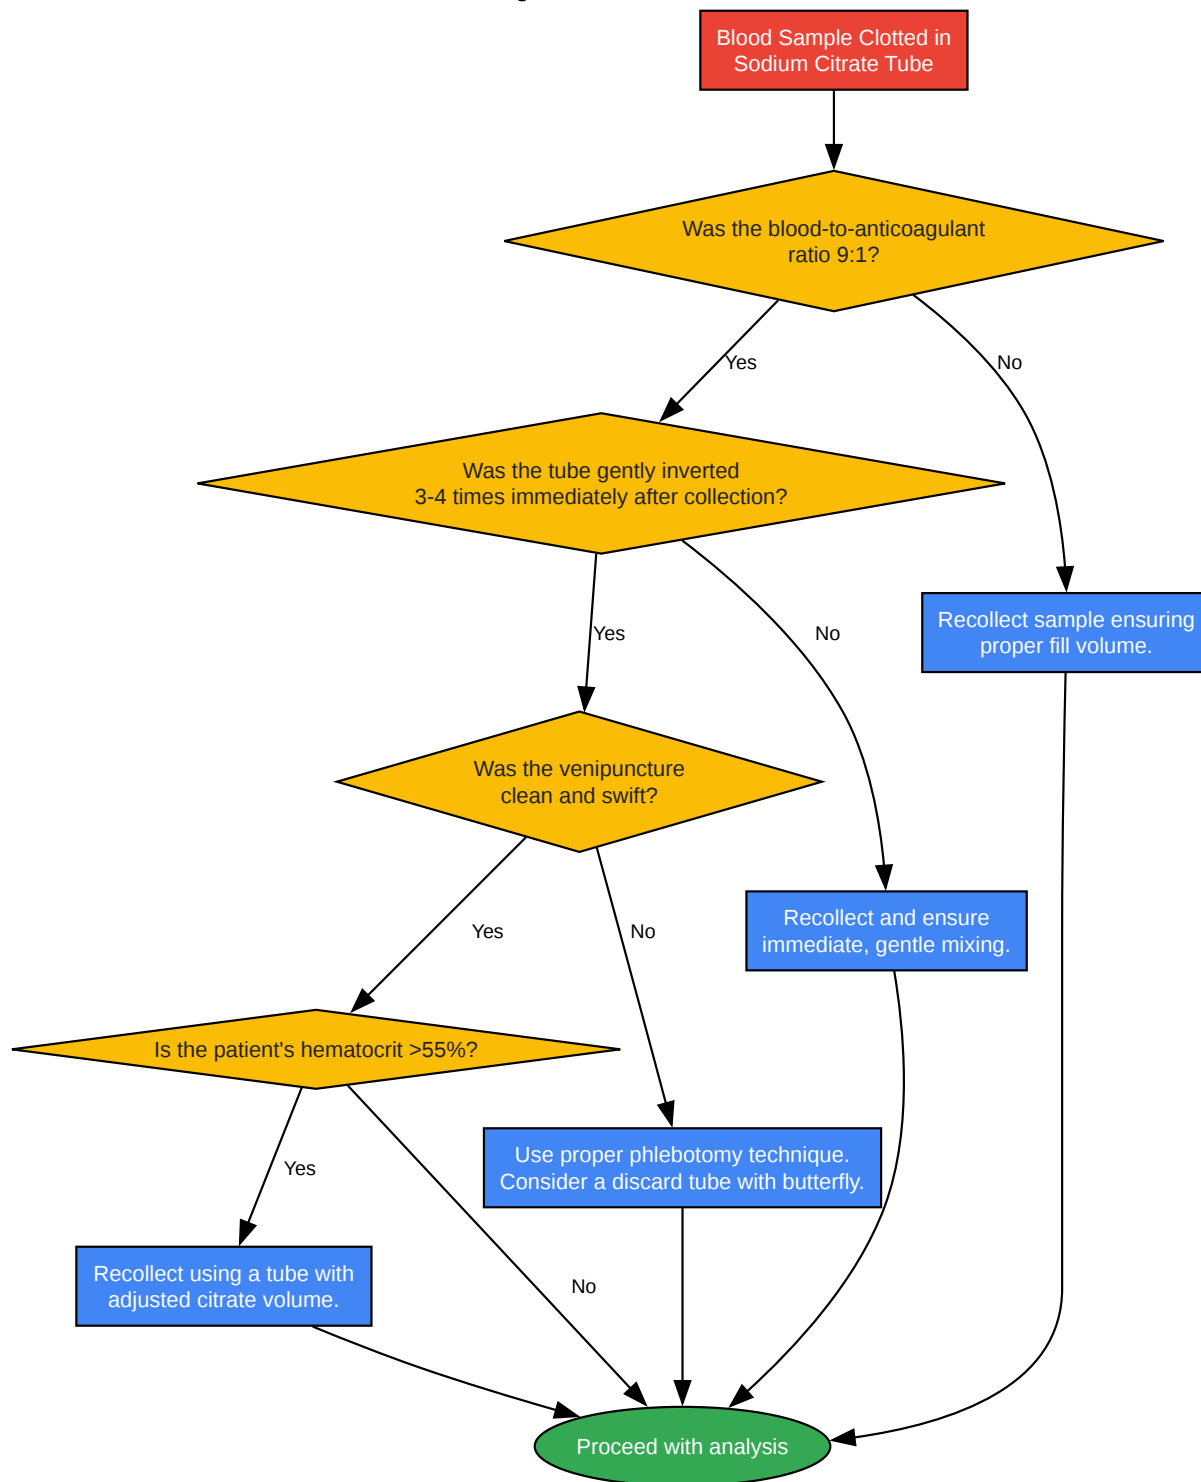 Blood Sample Clotted in
Sodium Citrate Tube
Was the blood-to-anticoagulant
ratio 9:1?
Yes
No
Was the tube gently inverted
3-4 times immediately after collection?
Yes
No
Recollect sample ensuring
proper fill volume.
Was the venipuncture
clean and swift?
Yes
No
Recollect and ensure
immediate, gentle mixing.
Is the patient's hematocrit >55%?
Yes
No
Use proper phlebotomy technique.
Consider a discard tube with butterfly.
Recollect using a tube with
adjusted citrate volume.
Proceed with analysis